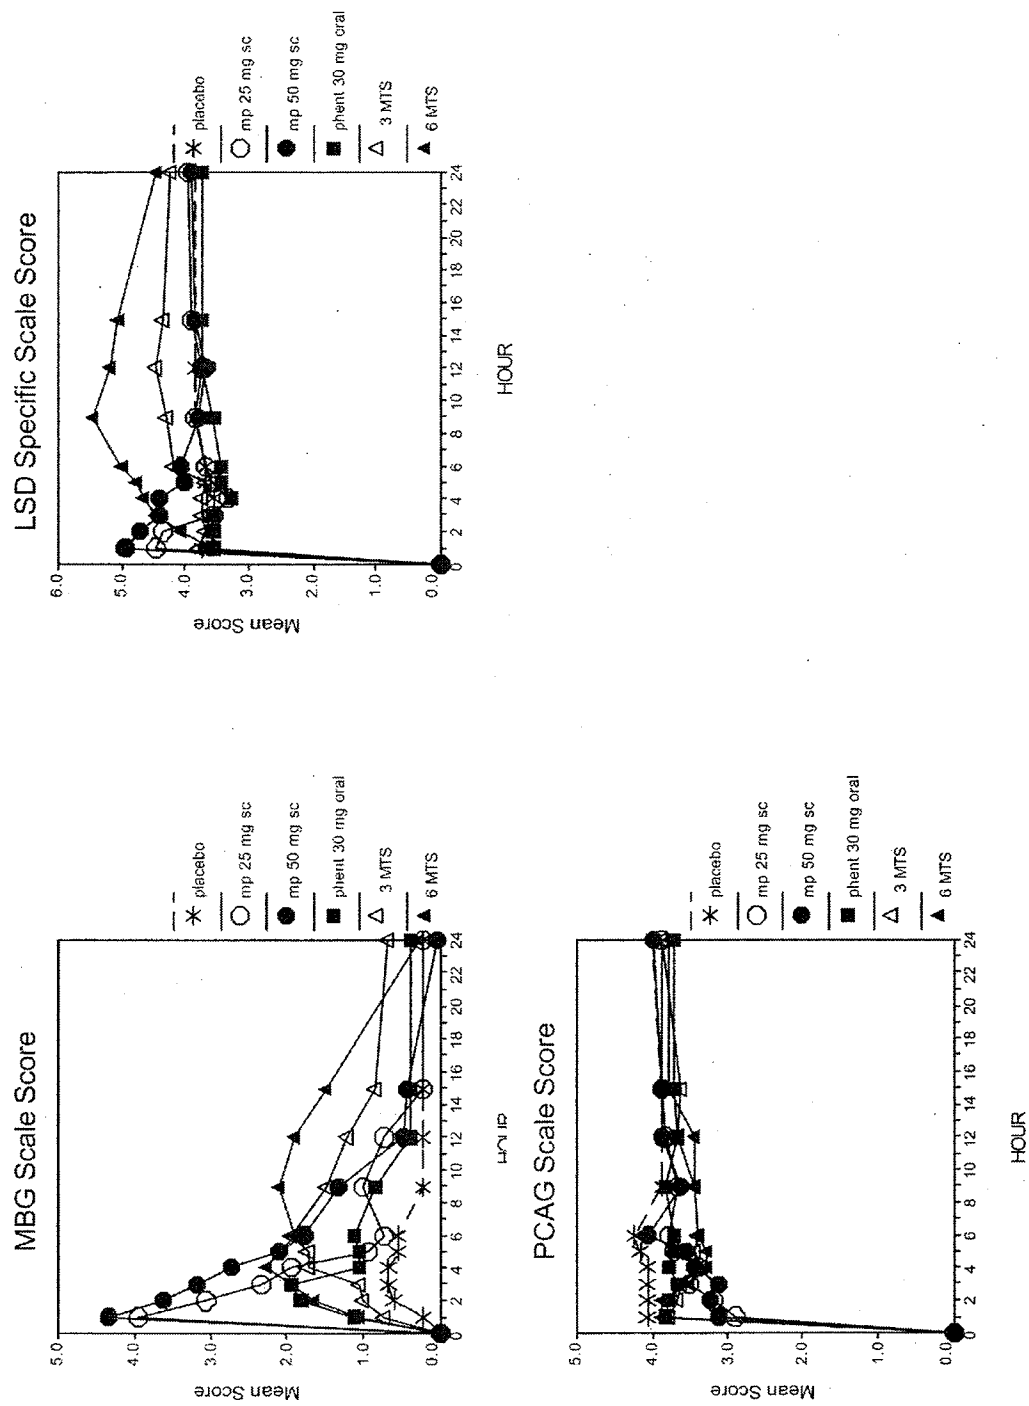 LSD Specific Scale Score
6.0
5.0
4.0
3.0
2.0
1.0
0.0
Mean Score
0 2 4 6 8 10 12 14 16 18 20 22 24
HOUR
placebo
mp 25 mg sc
mp 50 mg sc
phent 30 mg oral
3 MTS
6 MTS
MBG Scale Score
5.0
4.0
3.0
2.0
1.0
0.0
Mean Score
0 2 4 6 8 10 12 14 16 18 20 22 24
placebo
mp 25 mg sc
mp 50 mg sc
phent 30 mg oral
3 MTS
6 MTS
PCAG Scale Score
5.0
4.0
3.0
2.0
1.0
0.0
Mean Score
0 2 4 6 8 10 12 14 16 18 20 22 24
HOUR
placebo
mp 25 mg sc
mp 50 mg sc
phent 30 mg oral
3 MTS
6 MTS